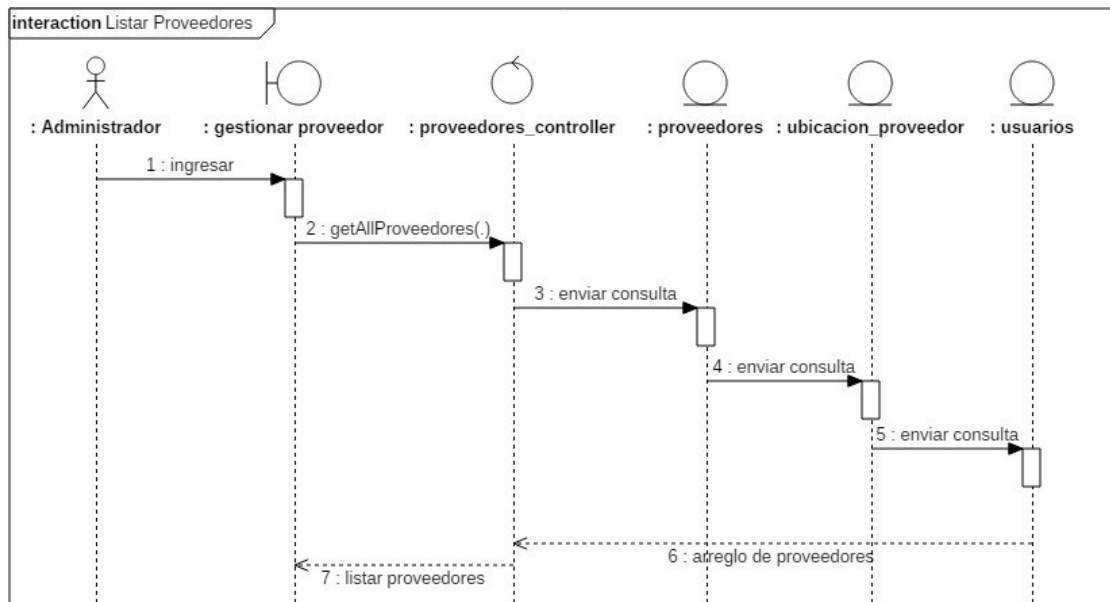 interaction Listar Proveedores
: Administrador
: gestionar proveedor
: proveedores_controller
: proveedores
: ubicacion_proveedor
: usuarios
1 : ingresar
2 : getAllProveedores(.)
3 : enviar consulta
4 : enviar consulta
5 : enviar consulta
6 : arreglo de proveedores
7 : listar proveedores